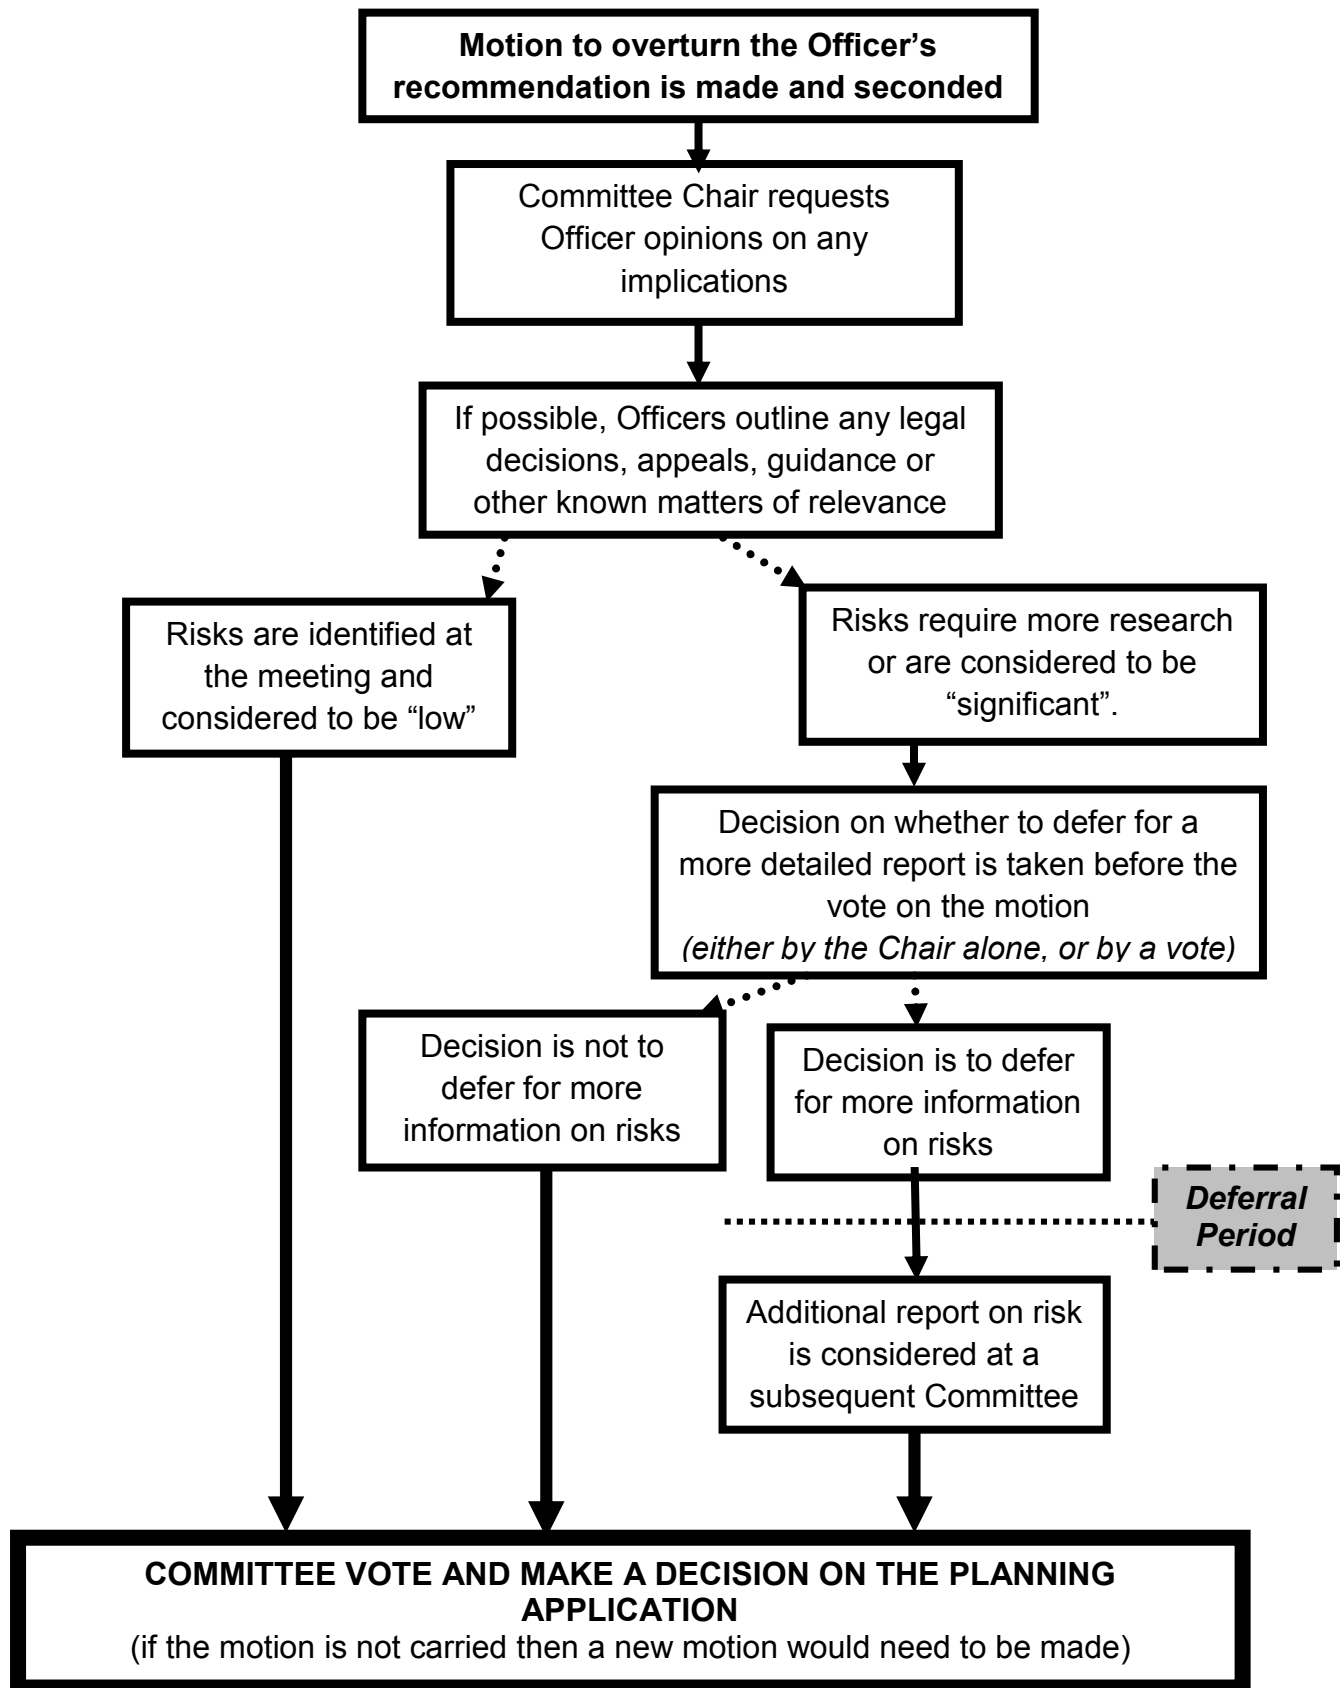 Motion to overturn the Officer’s
recommendation is made and seconded
Committee Chair requests
Officer opinions on any
implications
If possible, Officers outline any legal
decisions, appeals, guidance or
other known matters of relevance
Risks are identified at
the meeting and
considered to be “low”
Risks require more research
or are considered to be
“significant”.
Decision on whether to defer for a
more detailed report is taken before the
vote on the motion
(either by the Chair alone, or by a vote)
Decision is not to
defer for more
information on risks
Decision is to defer
for more information
on risks
Deferral
Period
Additional report on risk
is considered at a
subsequent Committee
COMMITTEE VOTE AND MAKE A DECISION ON THE PLANNING
APPLICATION
(if the motion is not carried then a new motion would need to be made)